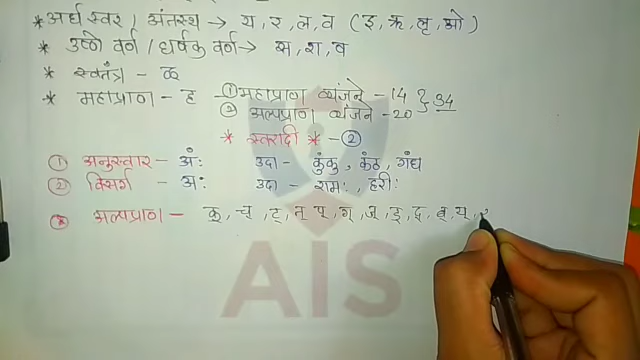 * अर्ध स्वर / अंतस्थ → य, र, ल, व ( इ, ऋ, लृ, ओ )
* उष्मे वर्ण / घर्षक वर्ण → स, श, ष
* स्वतंत्र - ळ
* महाप्राण - ह ① महाप्राण व्यंजने - 14 } 34
② अल्पप्राण व्यंजने - 20
* स्वरादी * - ②
① अनुस्वार - अंः उदा - कुंकु, कंठ, गंध
② विसर्ग - अः उदा - रामः, हरीः
* अल्पप्राण - क्, च्, ट्, त् प्, ग्, ज्, ड्, द्, ब्, य्,
AIS